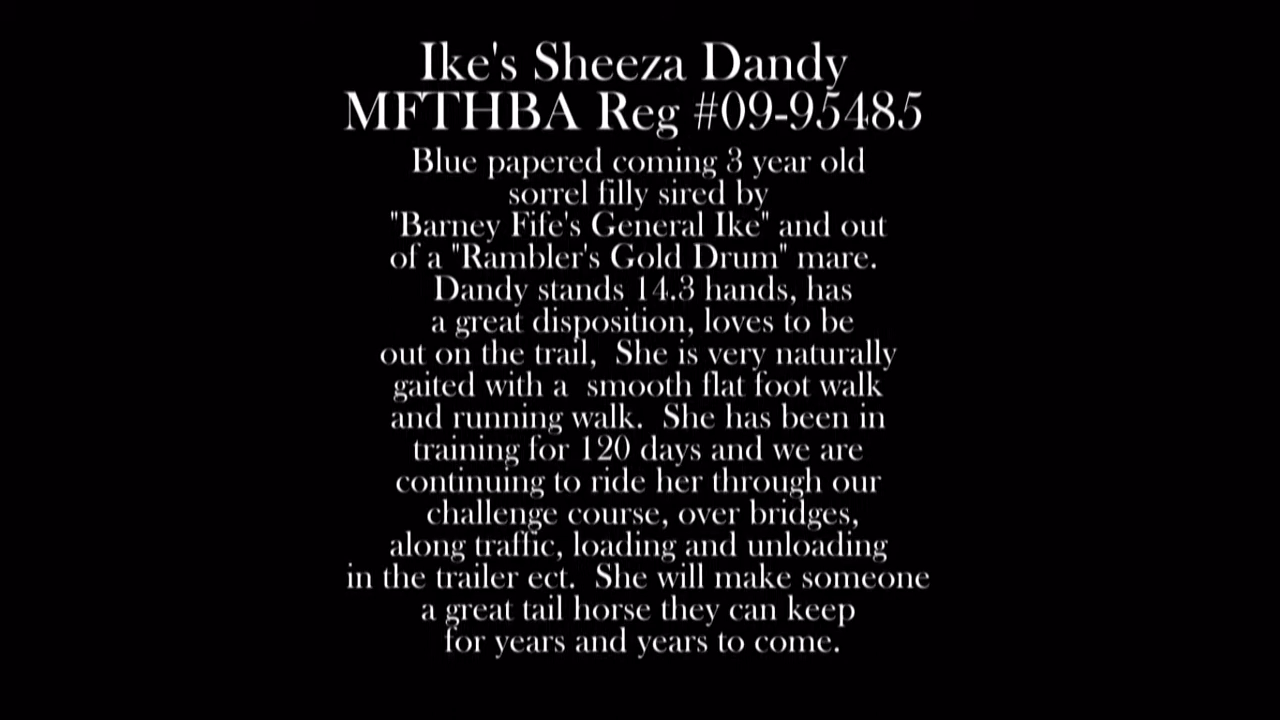 Ike's Sheeza Dandy
MFTHBA Reg #09-95485
Blue papered coming 3 year old
sorrel filly sired by
"Barney Fife's General Ike" and out
of a "Rambler's Gold Drum" mare.
Dandy stands 14.3 hands, has
a great disposition, loves to be
out on the trail,  She is very naturally
gaited with a  smooth flat foot walk
and running walk.  She has been in
training for 120 days and we are
continuing to ride her through our
challenge course, over bridges,
along traffic, loading and unloading
in the trailer ect.  She will make someone
a great tail horse they can keep
for years and years to come.